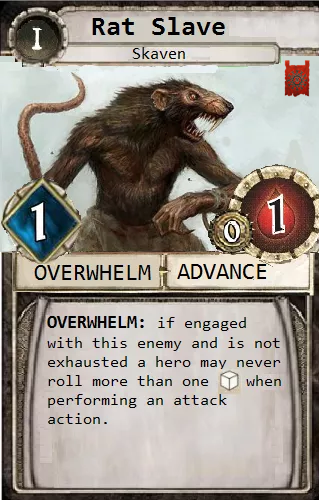 I
Rat Slave
Skaven
1
0
1
OVERWHELM ADVANCE
OVERWHELM: if engaged
with this enemy and is not
exhausted a hero may never
roll more than one when
performing an attack
action.